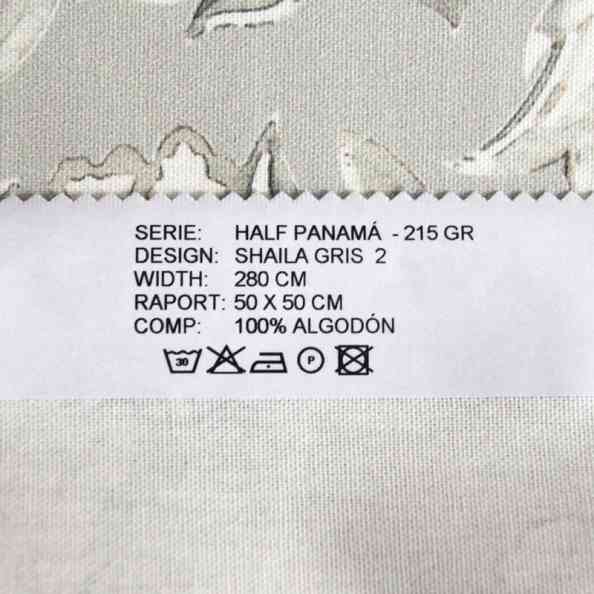 SERIE: HALF PANAMÁ - 215 GR
DESIGN: SHAILA GRIS 2
WIDTH: 280 CM
RAPORT: 50 X 50 CM
COMP: 100% ALGODÓN
30 P